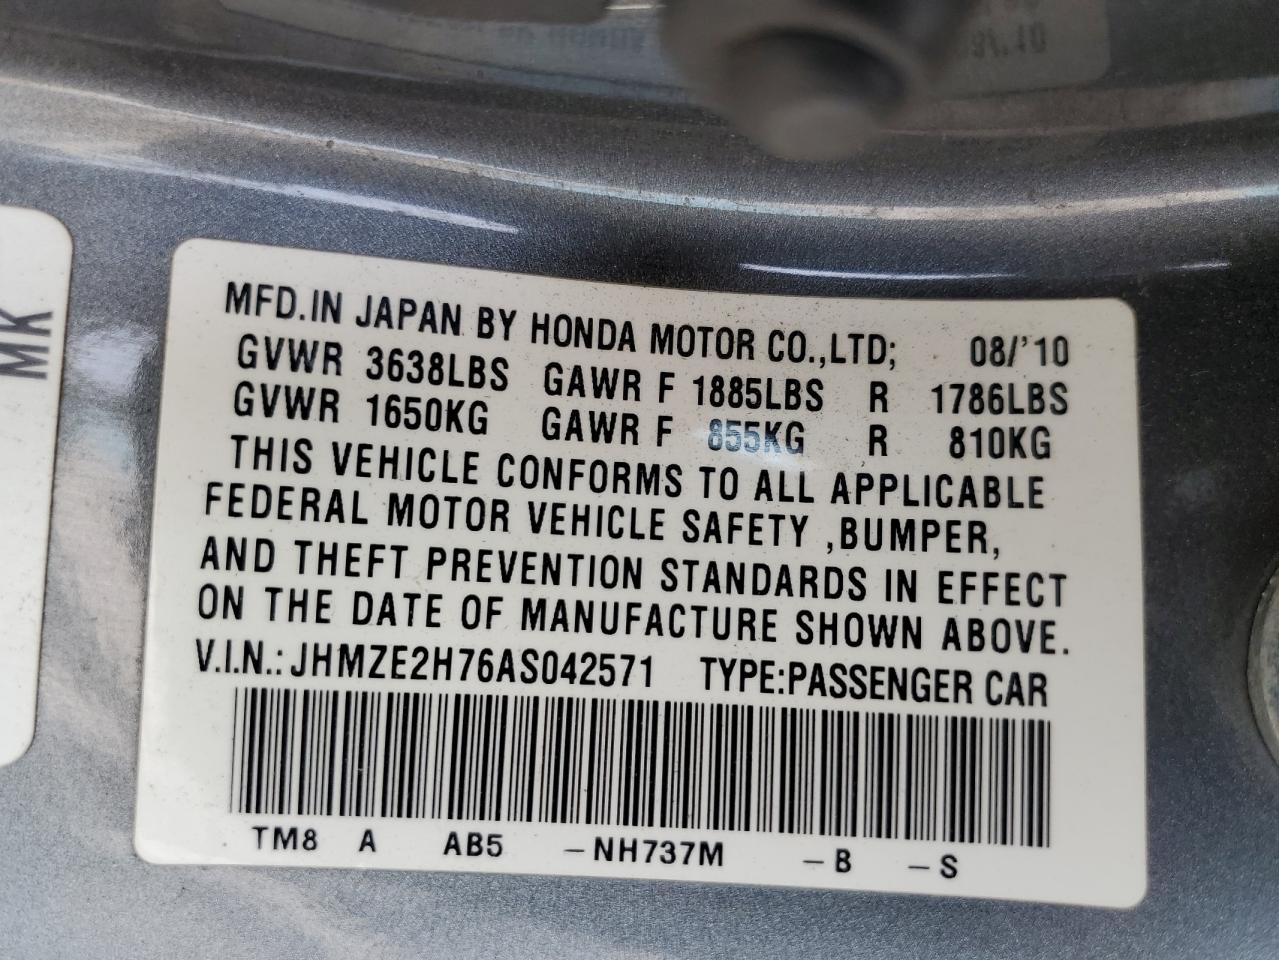 MFD.IN JAPAN BY HONDA MOTOR CO.,LTD; 08/'10
GVWR 3638LBS GAWR F 1885LBS R 1786LBS
GVWR 1650KG GAWR F 855KG R 810KG
THIS VEHICLE CONFORMS TO ALL APPLICABLE
FEDERAL MOTOR VEHICLE SAFETY ,BUMPER,
AND THEFT PREVENTION STANDARDS IN EFFECT
ON THE DATE OF MANUFACTURE SHOWN ABOVE.
V.I.N.: JHMZE2H76AS042571 TYPE:PASSENGER CAR
TM8 A AB5 -NH737M -B -S
MK